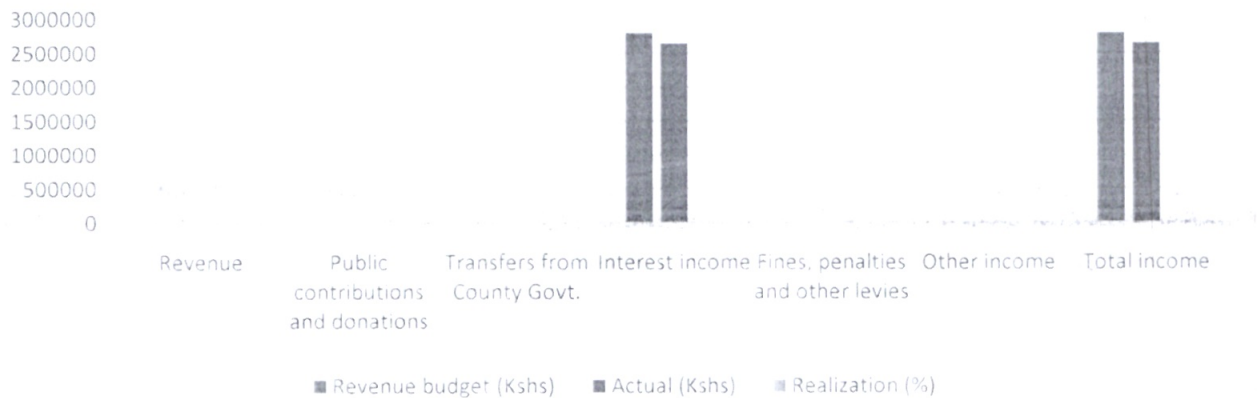 3000000
2500000
2000000
1500000
1000000
500000
0
Revenue Public Transfers from Interest income Fines, penalties Other income Total income
contributions County Govt. and other levies
and donations
Revenue budget (Kshs) Actual (Kshs) Realization (%)